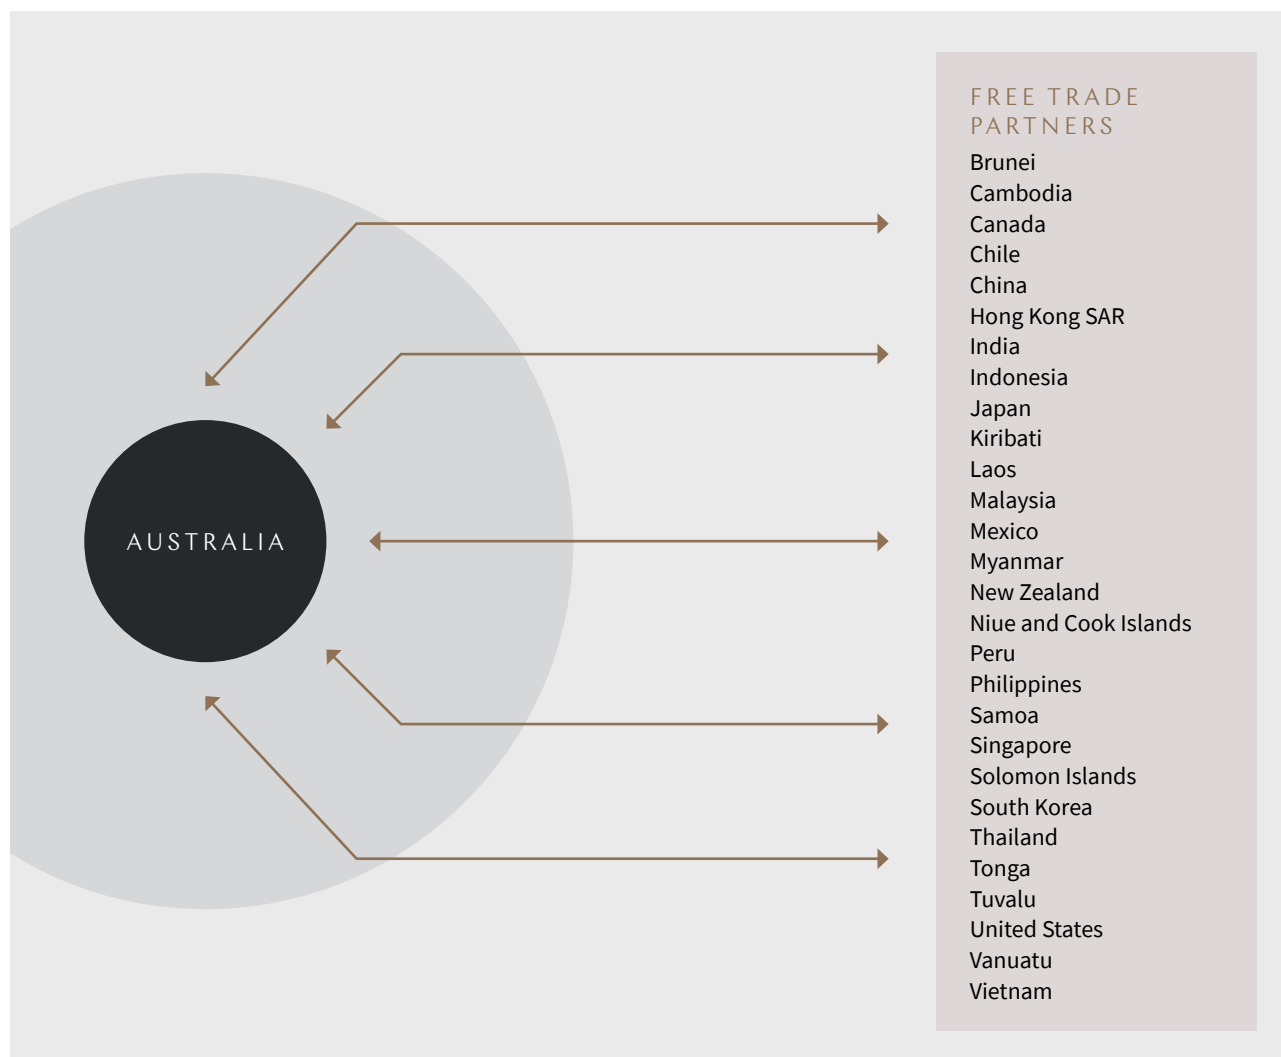 FREE TRADE
PARTNERS
Brunei
Cambodia
Canada
Chile
China
Hong Kong SAR
India
Indonesia
Japan
Kiribati
Laos
Malaysia
Mexico
Myanmar
New Zealand
Niue and Cook Islands
Peru
Philippines
Samoa
Singapore
Solomon Islands
South Korea
Thailand
Tonga
Tuvalu
United States
Vanuatu
Vietnam
AUSTRALIA